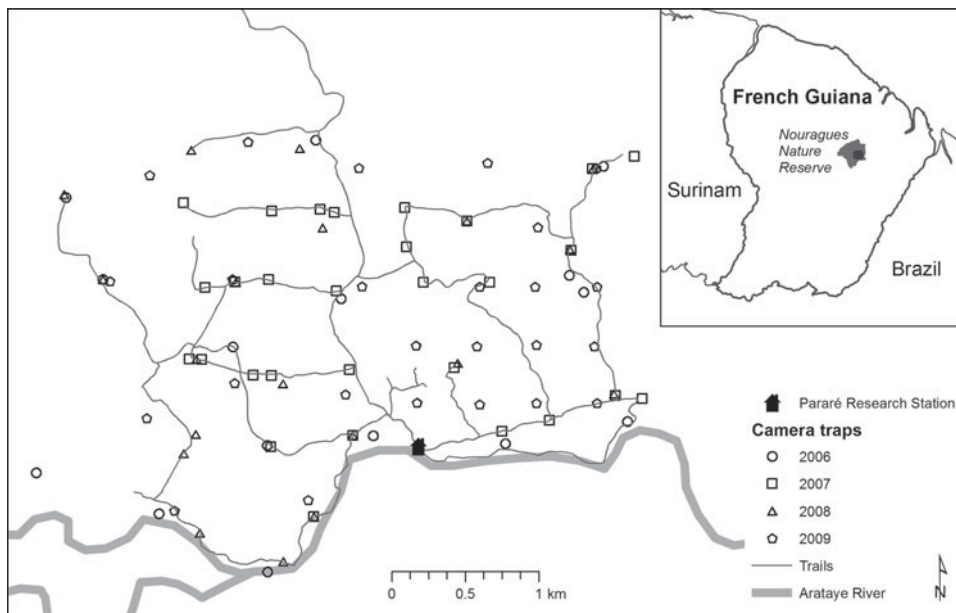 French Guiana
Nouragues
Nature
Reserve
Surinam
Brazil
Pararé Research Station
Camera traps
2006
2007
2008
2009
Trails
Arataye River
0 0.5 1 km
N